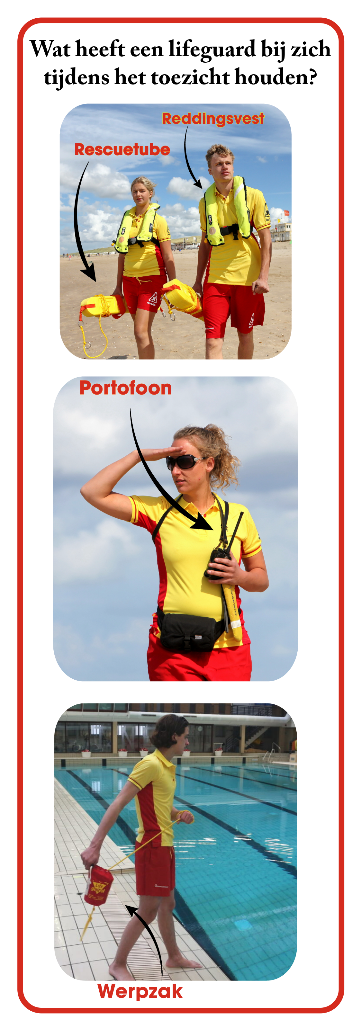 Wat heeft een lifeguard bij zich
tijdens het toezicht houden?
Reddingsvest
Rescuetube
Portofoon
Werpzak